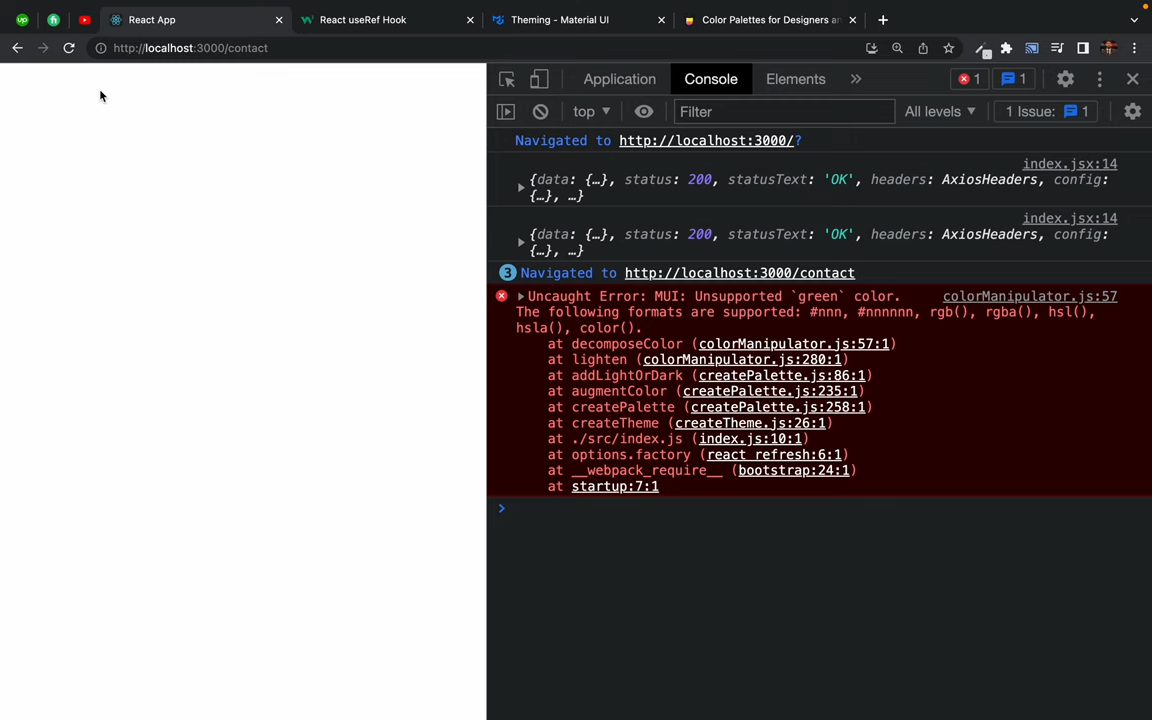 up fi React App React useRef Hook Theming - Material UI Color Palettes for Designers an
http://localhost:3000/contact
Application Console Elements 1 1
top Filter All levels 1 Issue: 1
Navigated to http://localhost:3000/?
index.jsx:14
{data: {…}, status: 200, statusText: 'OK', headers: AxiosHeaders, config:
{…}, …}
index.jsx:14
{data: {…}, status: 200, statusText: 'OK', headers: AxiosHeaders, config:
{…}, …}
3 Navigated to http://localhost:3000/contact
Uncaught Error: MUI: Unsupported `green` color. colorManipulator.js:57
The following formats are supported: #nnn, #nnnnnn, rgb(), rgba(), hsl(),
hsla(), color().
at decomposeColor (colorManipulator.js:57:1)
at lighten (colorManipulator.js:280:1)
at addLightOrDark (createPalette.js:86:1)
at augmentColor (createPalette.js:235:1)
at createPalette (createPalette.js:258:1)
at createTheme (createTheme.js:26:1)
at ./src/index.js (index.js:10:1)
at options.factory (react refresh:6:1)
at __webpack_require__ (bootstrap:24:1)
at startup:7:1